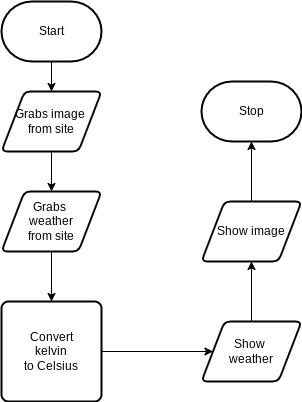 Start
Grabs image
from site
Grabs
weather
from site
Convert
kelvin
to Celsius
Show
weather
Show image
Stop